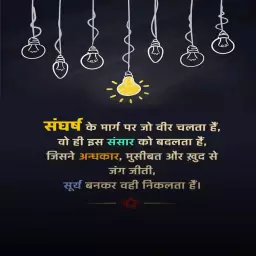 संघर्ष के मार्ग पर जो वीर चलता हैं,
वो ही इस संसार को बदलता हैं,
जिसने अन्धकार, मुसीबत और ख़ुद से
जंग जीती,
सूर्य बनकर वही निकलता हैं।